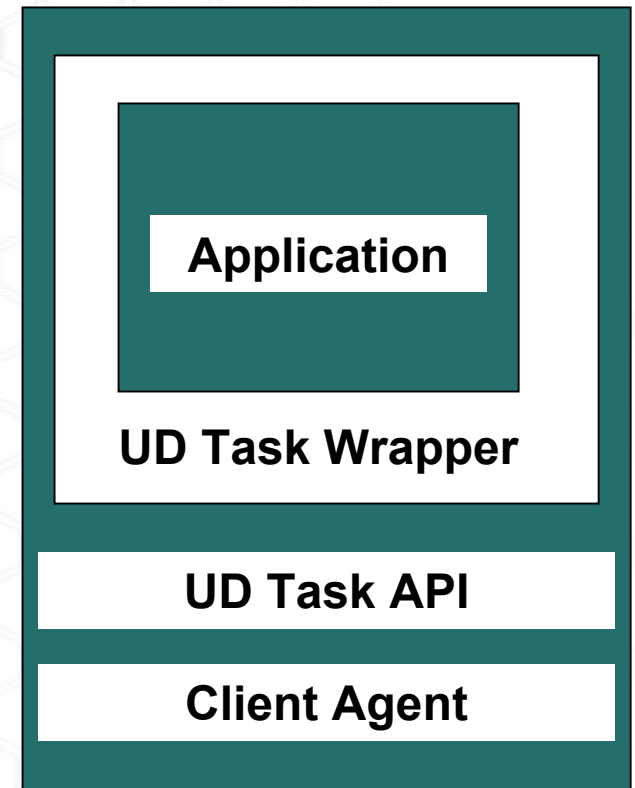 Application
UD Task Wrapper
UD Task API
Client Agent